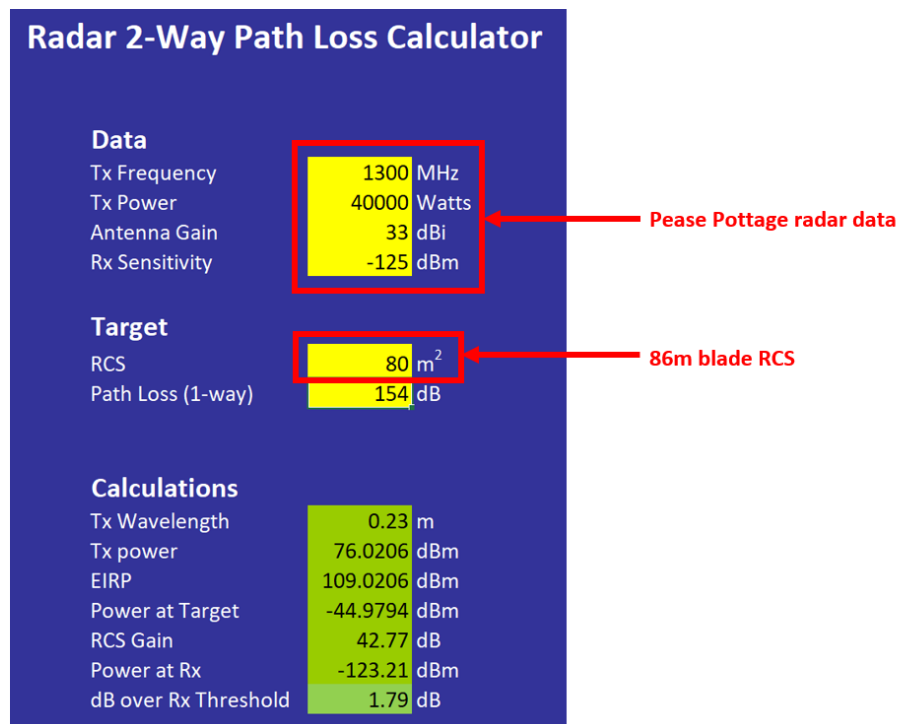 Radar 2-Way Path Loss Calculator
Data
Tx Frequency 1300 MHz
Tx Power 40000 Watts
Antenna Gain 33 dBi
Rx Sensitivity -125 dBm
Pease Pottage radar data
Target
RCS 80 m²
86m blade RCS
Path Loss (1-way) 154 dB
Calculations
Tx Wavelength 0.23 m
Tx power 76.0206 dBm
EIRP 109.0206 dBm
Power at Target -44.9794 dBm
RCS Gain 42.77 dB
Power at Rx -123.21 dBm
dB over Rx Threshold 1.79 dB